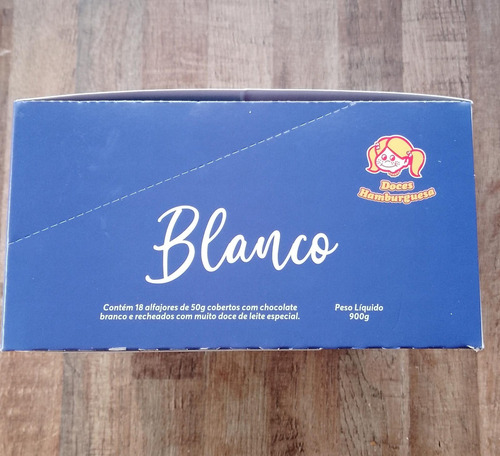 Doces
Hamburguesa
Blanco
Contém 18 alfajores de 50g cobertos com chocolate
branco e recheados com muito doce de leite especial.
Peso Líquido
900g